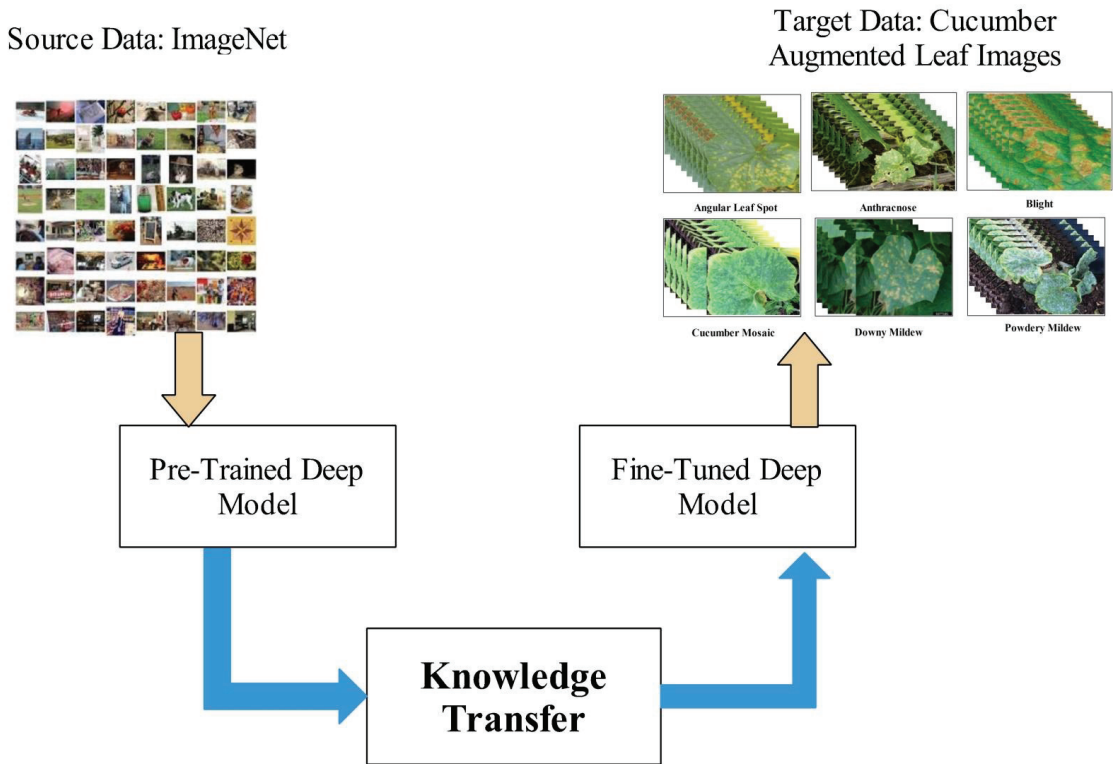 Source Data: ImageNet
Target Data: Cucumber
Augmented Leaf Images
Angular Leaf Spot
Anthracnose
Blight
Cucumber Mosaic
Downy Mildew
Powdery Mildew
Pre-Trained Deep
Model
Fine-Tuned Deep
Model
Knowledge
Transfer